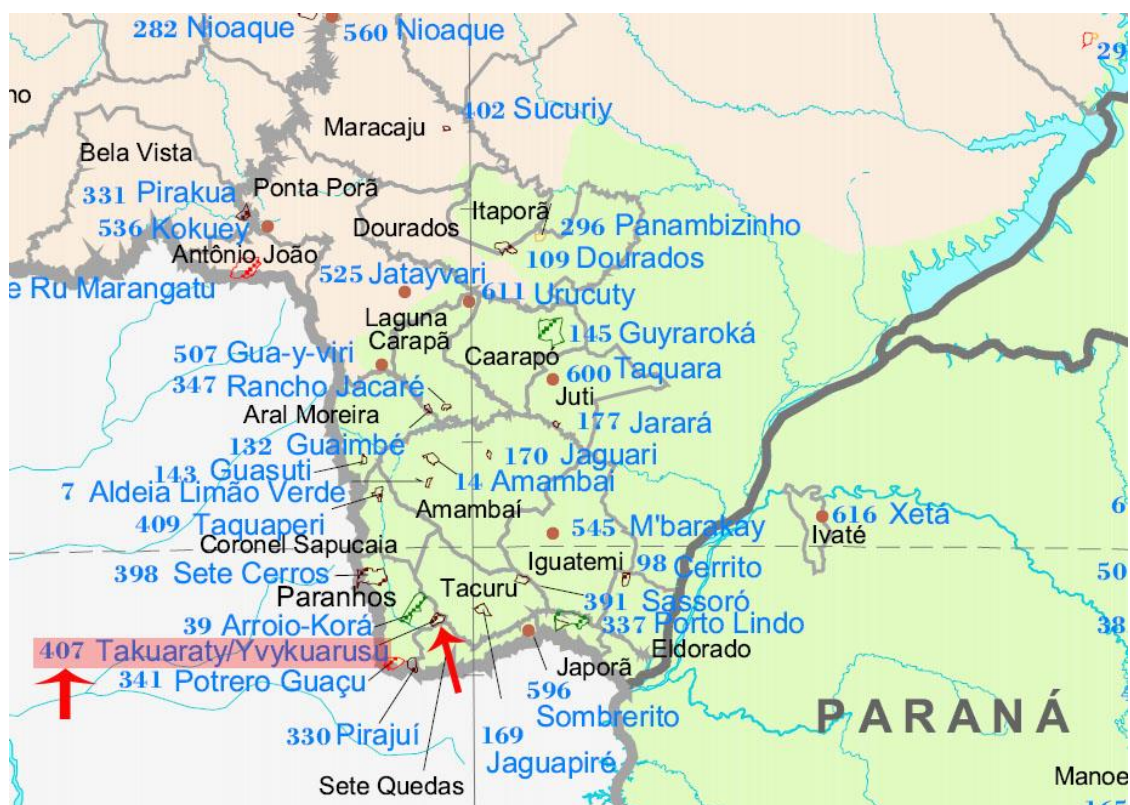 282 Nioaque
560 Nioaque
29
no
402 Sucuriy
Maracaju
Bela Vista
331 Pirakua
Ponta Porã
Itaporã
536 Kokuey
Dourados
296 Panambizinho
Antônio João
109 Dourados
e Ru Marangatu
525 Jatayvari
611 Urucuty
Laguna
Carapã
145 Guyraroká
507 Gua-y-viri
Caarapó
600 Taquara
347 Rancho Jacaré
Juti
Aral Moreira
177 Jarará
132 Guaimbé
143 Guasuti
170 Jaguari
7 Aldeia Limão Verde
14 Amambai
Amambaí
409 Taquaperi
545 M'barakay
616 Xetá
Ivaté
Coronel Sapucaia
Iguatemi
98 Cerrito
398 Sete Cerros
50
Paranhos
Tacuru
391 Sassoró
39 Arroio-Korá
337 Porto Lindo
38
407 Takuaraty/Yvykuarusu
Eldorado
Japorã
341 Potrero Guaçu
596
Sombrerito
PARANÁ
330 Pirajuí
169
Jaguapiré
Sete Quedas
Manoe
165